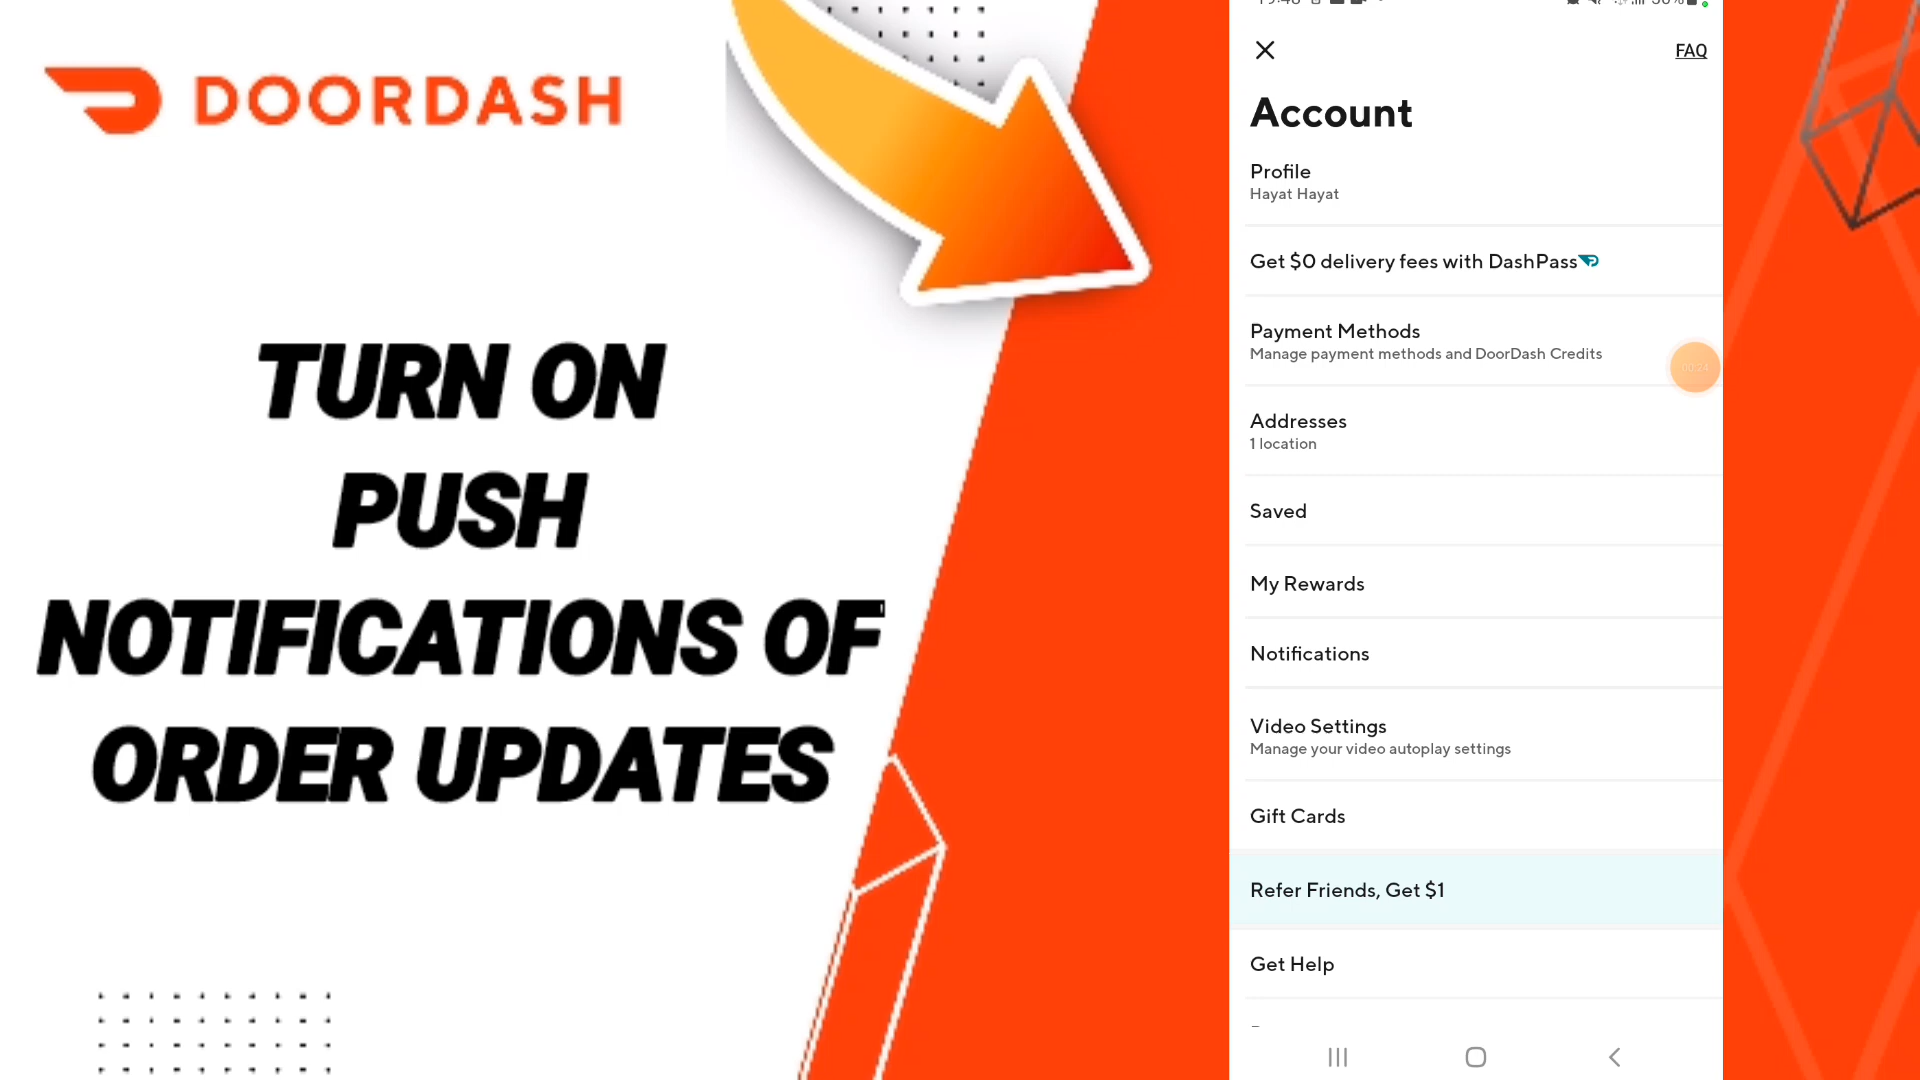 DOORDASH
TURN ON
PUSH
NOTIFICATIONS OF
ORDER UPDATES
FAQ
Account
Profile
Hayat Hayat
Get $0 delivery fees with DashPass
Payment Methods
Manage payment methods and DoorDash Credits
00:24
Addresses
1 location
Saved
My Rewards
Notifications
Video Settings
Manage your video autoplay settings
Gift Cards
Refer Friends, Get $1
Get Help